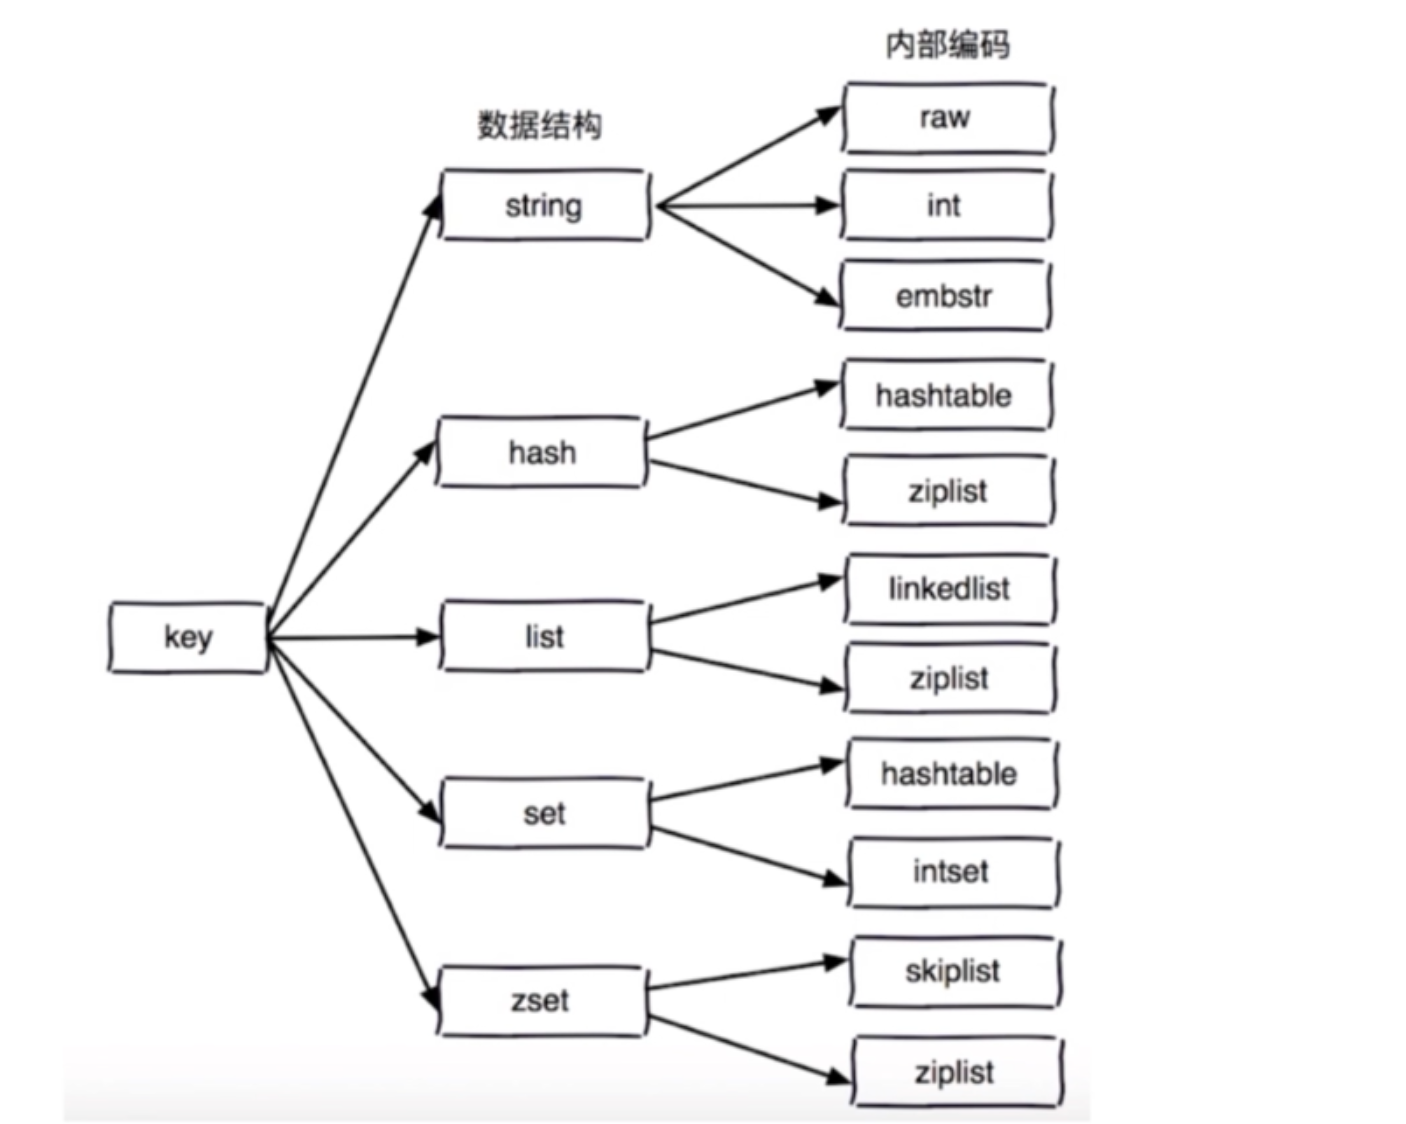 内部编码
数据结构
raw
string
int
embstr
hash
hashtable
ziplist
key
list
linkedlist
ziplist
set
hashtable
intset
zset
skiplist
ziplist